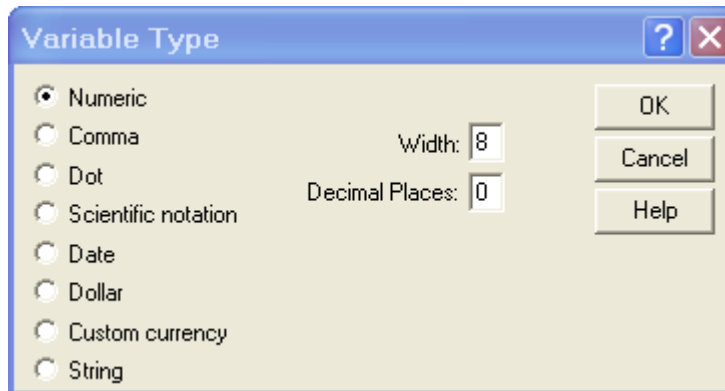 Variable Type
Numeric
Comma
Dot
Scientific notation
Date
Dollar
Custom currency
String
Width: 8
Decimal Places: 0
OK
Cancel
Help